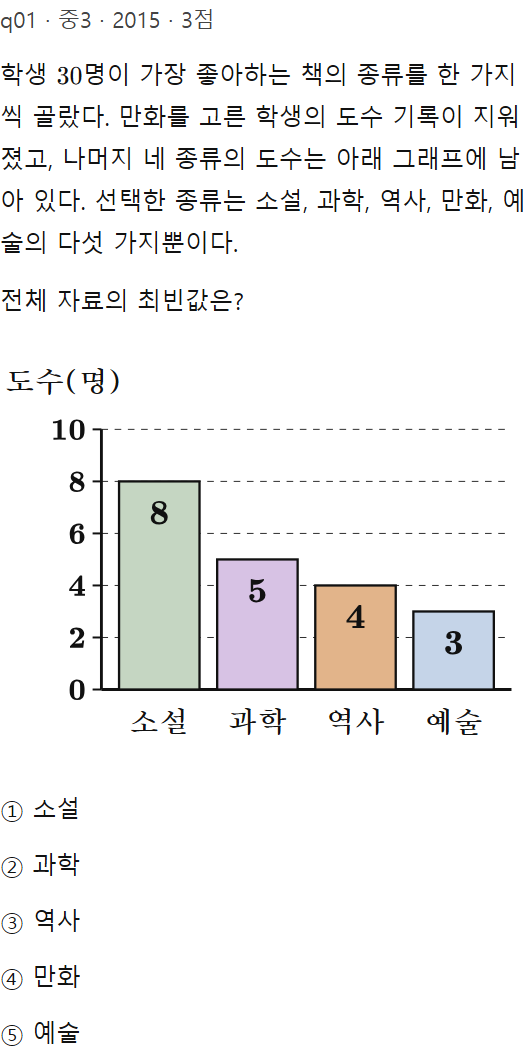 q01 · 중3 · 2015 · 3점
학생 30명이 가장 좋아하는 책의 종류를 한 가지
씩 골랐다. 만화를 고른 학생의 도수 기록이 지워
졌고, 나머지 네 종류의 도수는 아래 그래프에 남
아 있다. 선택한 종류는 소설, 과학, 역사, 만화, 예
술의 다섯 가지뿐이다.
전체 자료의 최빈값은?
도수(명)
10
8
6
4
2
0
8
5
4
3
소설 과학 역사 예술
① 소설
② 과학
③ 역사
④ 만화
⑤ 예술